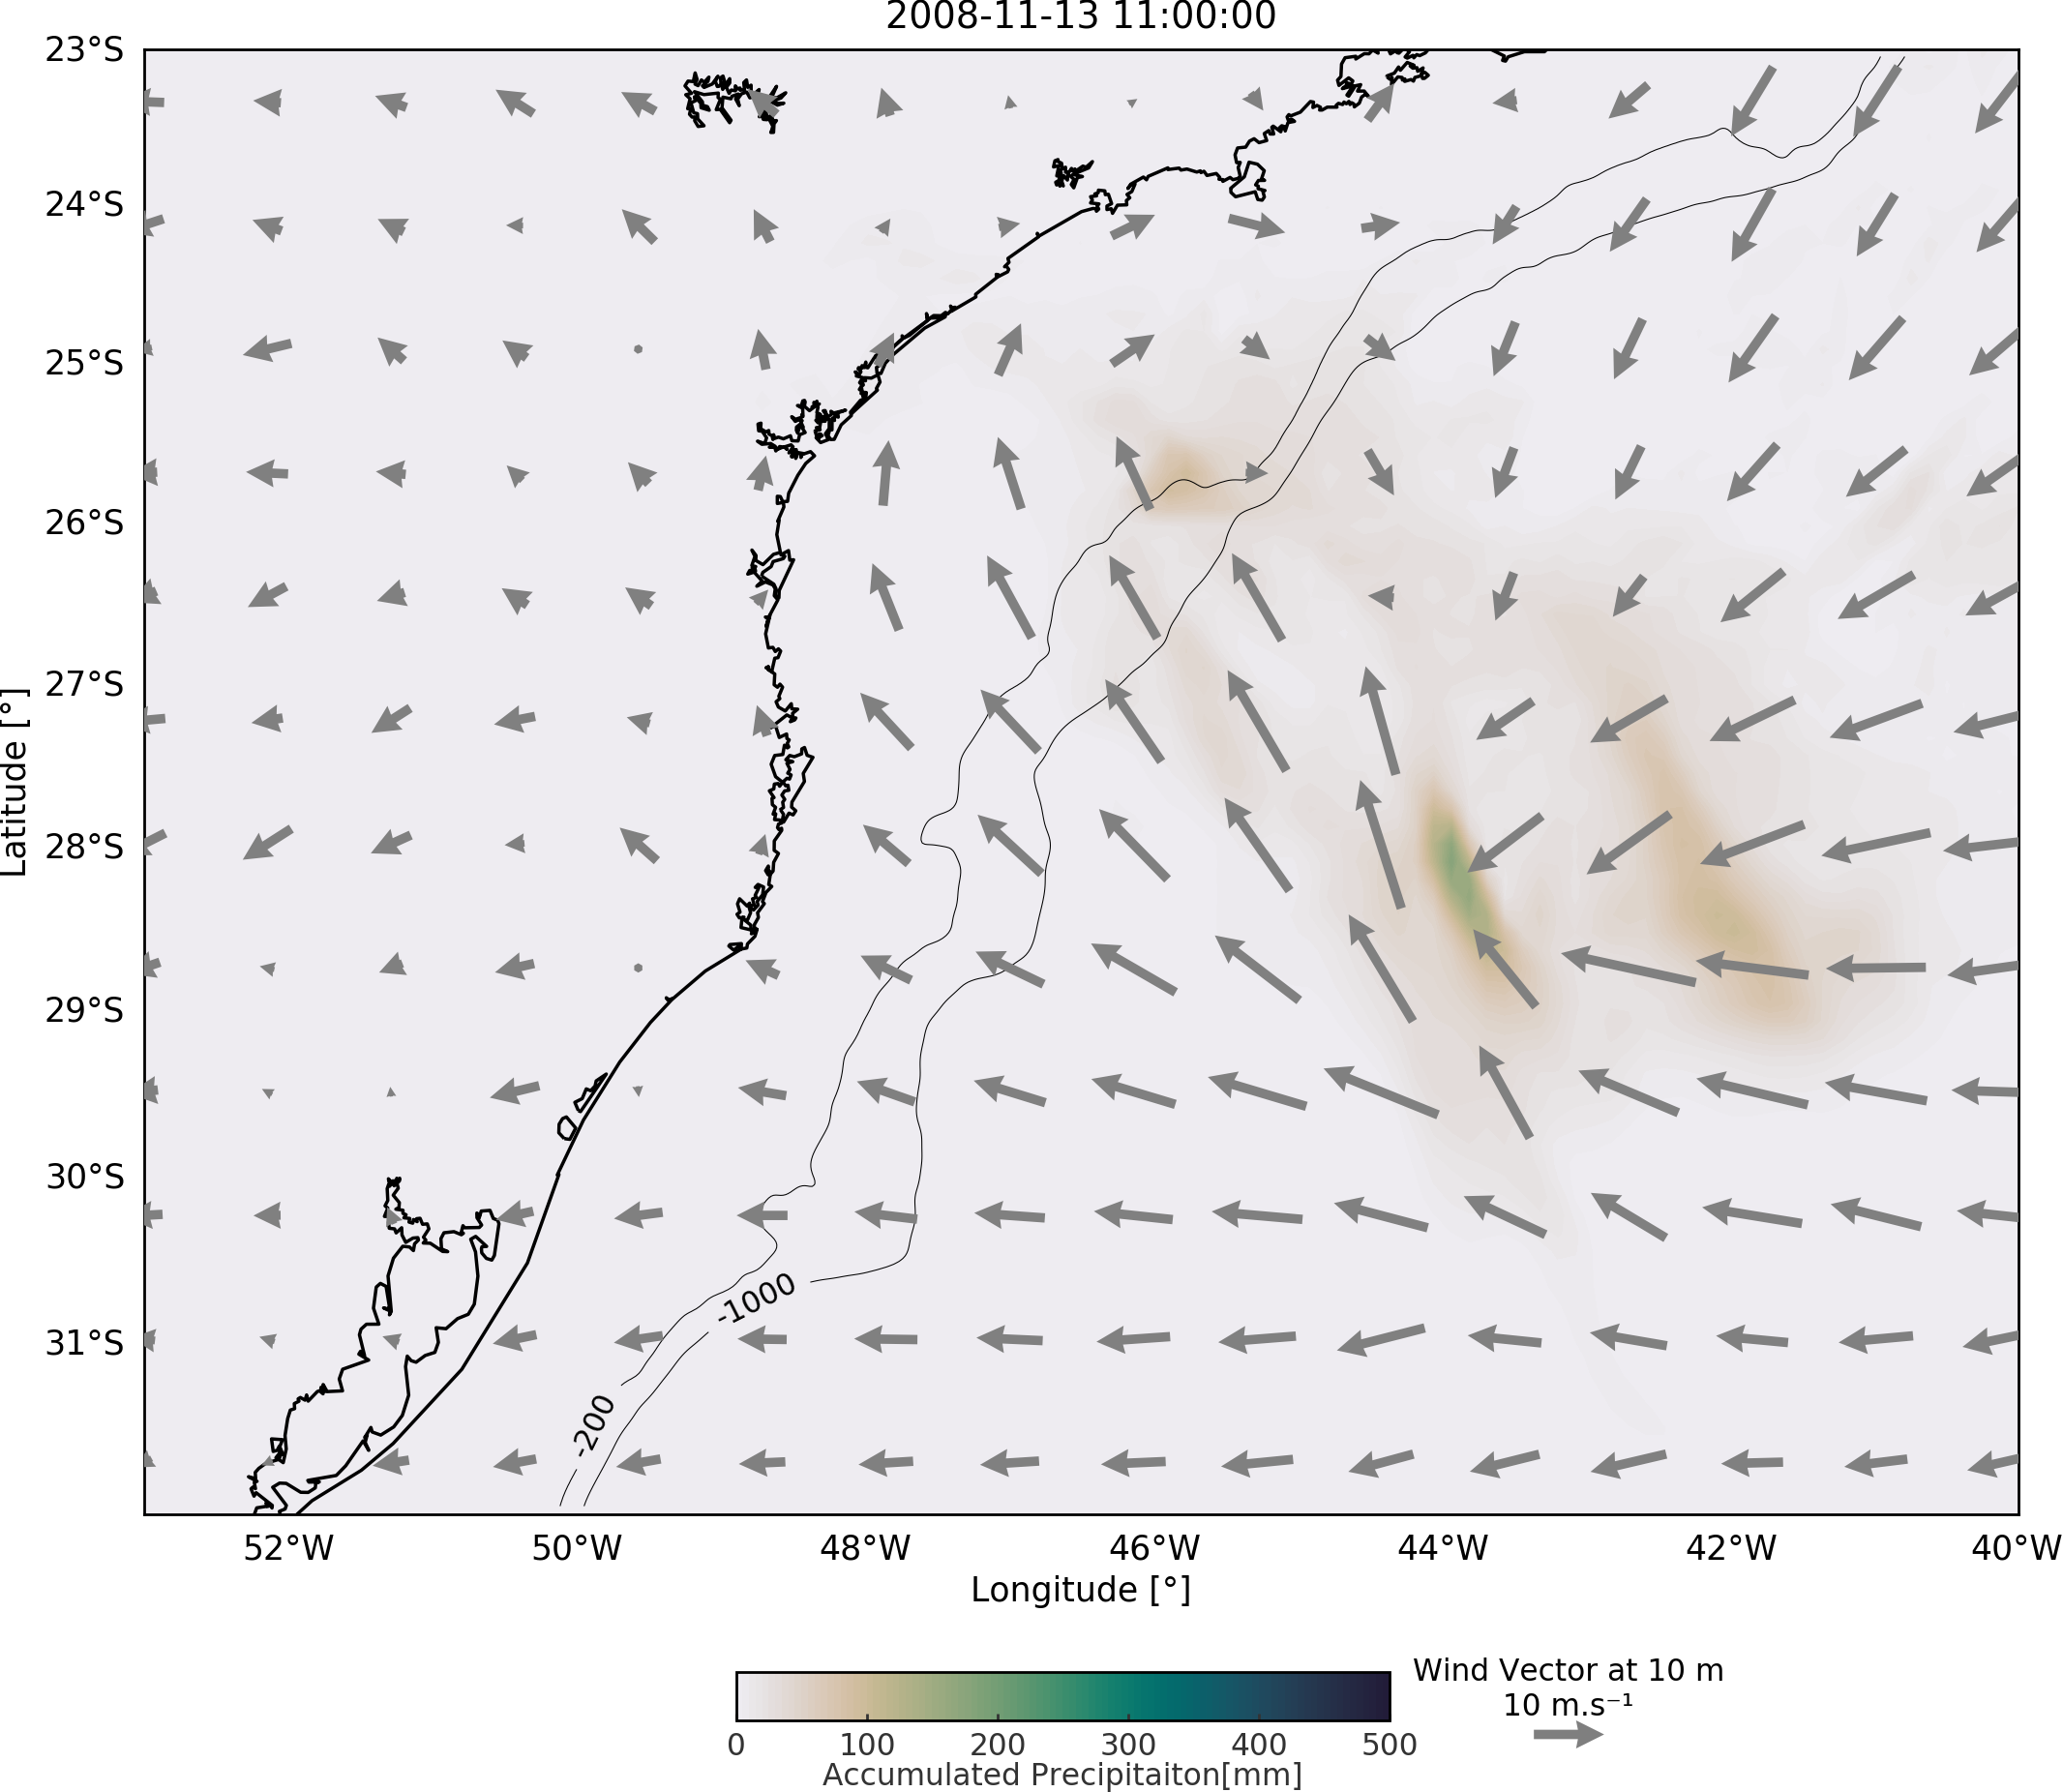 2008-11-13 11:00:00
23°S
24°S
25°S
26°S
27°S
28°S
29°S
30°S
31°S
Latitude [°]
-1000
-200
52°W
50°W
48°W
46°W
44°W
42°W
40°W
Longitude [°]
Wind Vector at 10 m
10 m.s⁻¹
0
100
200
300
400
500
Accumulated Precipitaiton[mm]